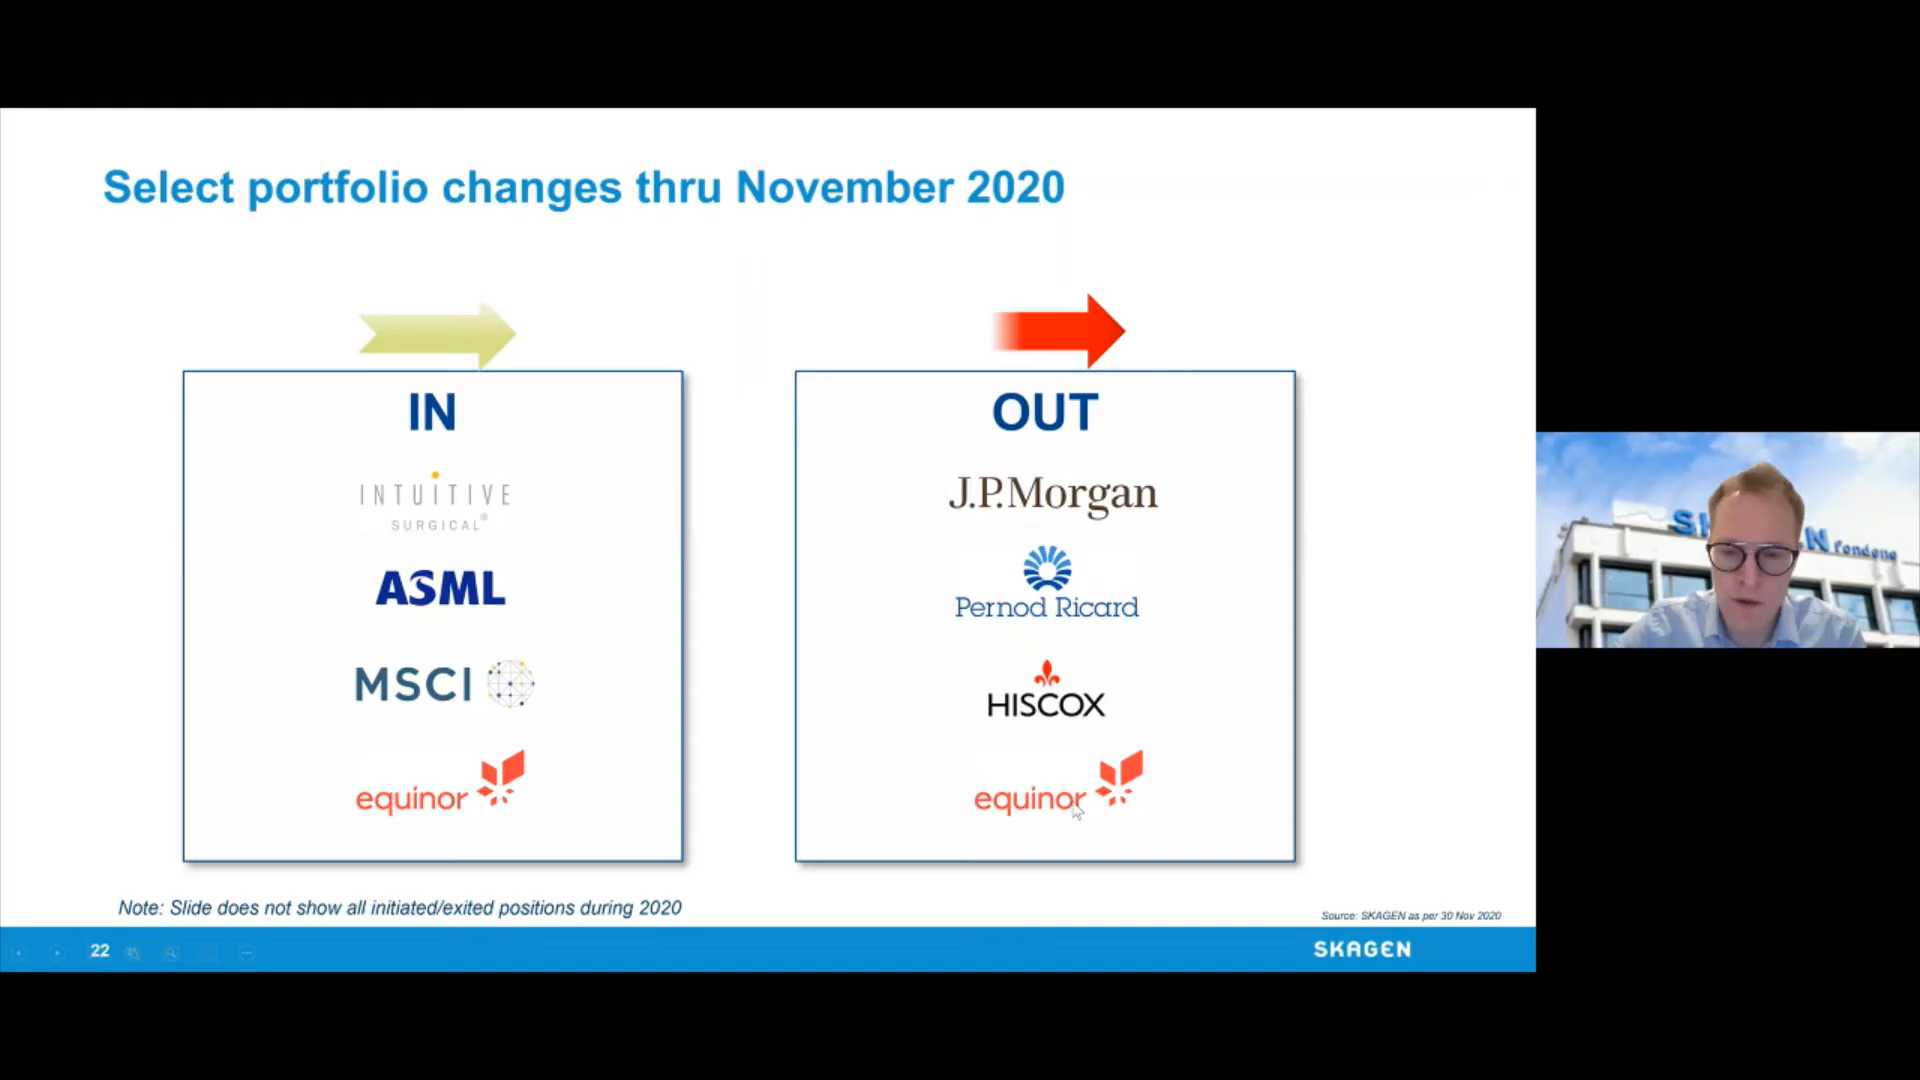 Select portfolio changes thru November 2020
IN
INTUITIVE
SURGICAL®
ASML
MSCI
equinor
OUT
J.P.Morgan
Pernod Ricard
HISCOX
equinor
Note: Slide does not show all initiated/exited positions during 2020
Source: SKAGEN as per 30 Nov 2020
22
SKAGEN
fondene